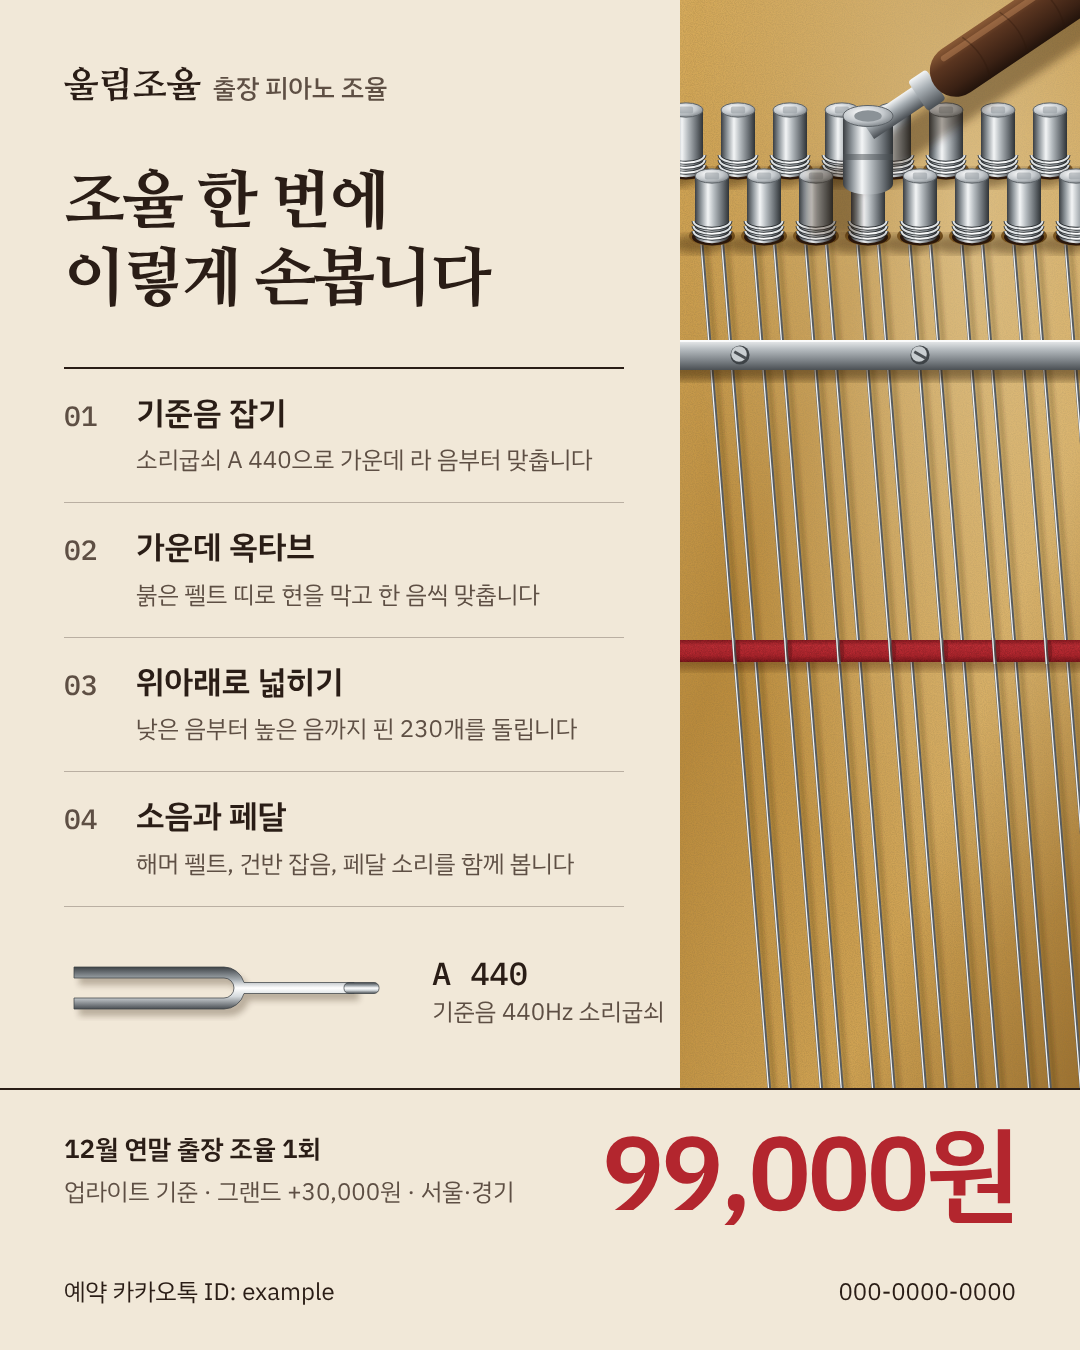 울림조율 출장 피아노 조율
조율 한 번에
이렇게 손봅니다
01 기준음 잡기
소리굽쇠 A 440으로 가운데 라 음부터 맞춥니다
02 가운데 옥타브
붉은 펠트 띠로 현을 막고 한 음씩 맞춥니다
03 위아래로 넓히기
낮은 음부터 높은 음까지 핀 230개를 돌립니다
04 소음과 페달
해머 펠트, 건반 잡음, 페달 소리를 함께 봅니다
A 440
기준음 440Hz 소리굽쇠
12월 연말 출장 조율 1회
업라이트 기준 · 그랜드 +30,000원 · 서울·경기
99,000원
예약 카카오톡 ID: example
000-0000-0000